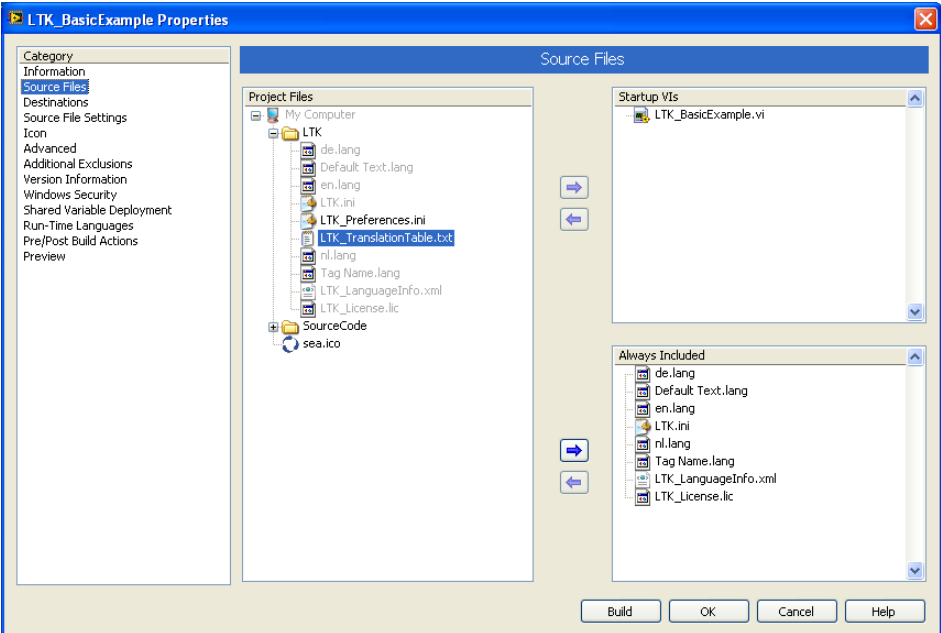 LTK_BasicExample Properties
Category
Information
Source Files
Destinations
Source File Settings
Icon
Advanced
Additional Exclusions
Version Information
Windows Security
Shared Variable Deployment
Run-Time Languages
Pre/Post Build Actions
Preview
Source Files
Project Files
My Computer
LTK
de.lang
Default Text.lang
en.lang
LTK.ini
LTK_Preferences.ini
LTK_TranslationTable.txt
nl.lang
Tag Name.lang
LTK_LanguageInfo.xml
LTK_License.lic
SourceCode
sea.ico
Startup VIs
LTK_BasicExample.vi
Always Included
de.lang
Default Text.lang
en.lang
LTK.ini
nl.lang
Tag Name.lang
LTK_LanguageInfo.xml
LTK_License.lic
Build
OK
Cancel
Help